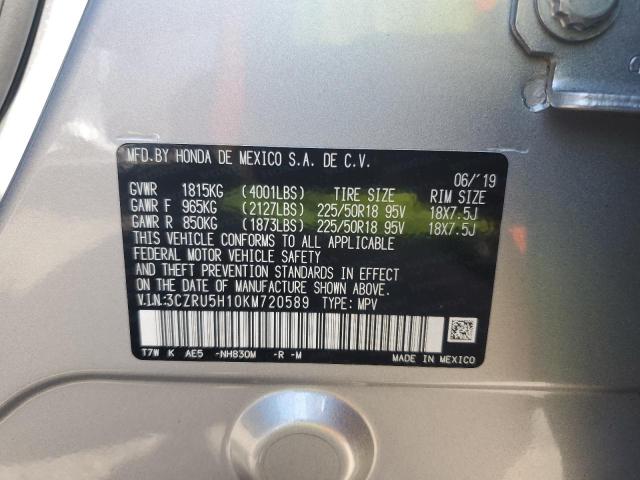 MFD.BY HONDA DE MEXICO S.A. DE C.V.
06/'19
GVWR 1815KG (4001LBS) TIRE SIZE RIM SIZE
GAWR F 965KG (2127LBS) 225/50R18 95V 18X7.5J
GAWR R 850KG (1873LBS) 225/50R18 95V 18X7.5J
THIS VEHICLE CONFORMS TO ALL APPLICABLE
FEDERAL MOTOR VEHICLE SAFETY
AND THEFT PREVENTION STANDARDS IN EFFECT
ON THE DATE OF MANUFACTURE SHOWN ABOVE.
V.I.N.:3CZRU5H10KM720589 TYPE: MPV
T7W K AE5 -NH830M -R -M
MADE IN MEXICO